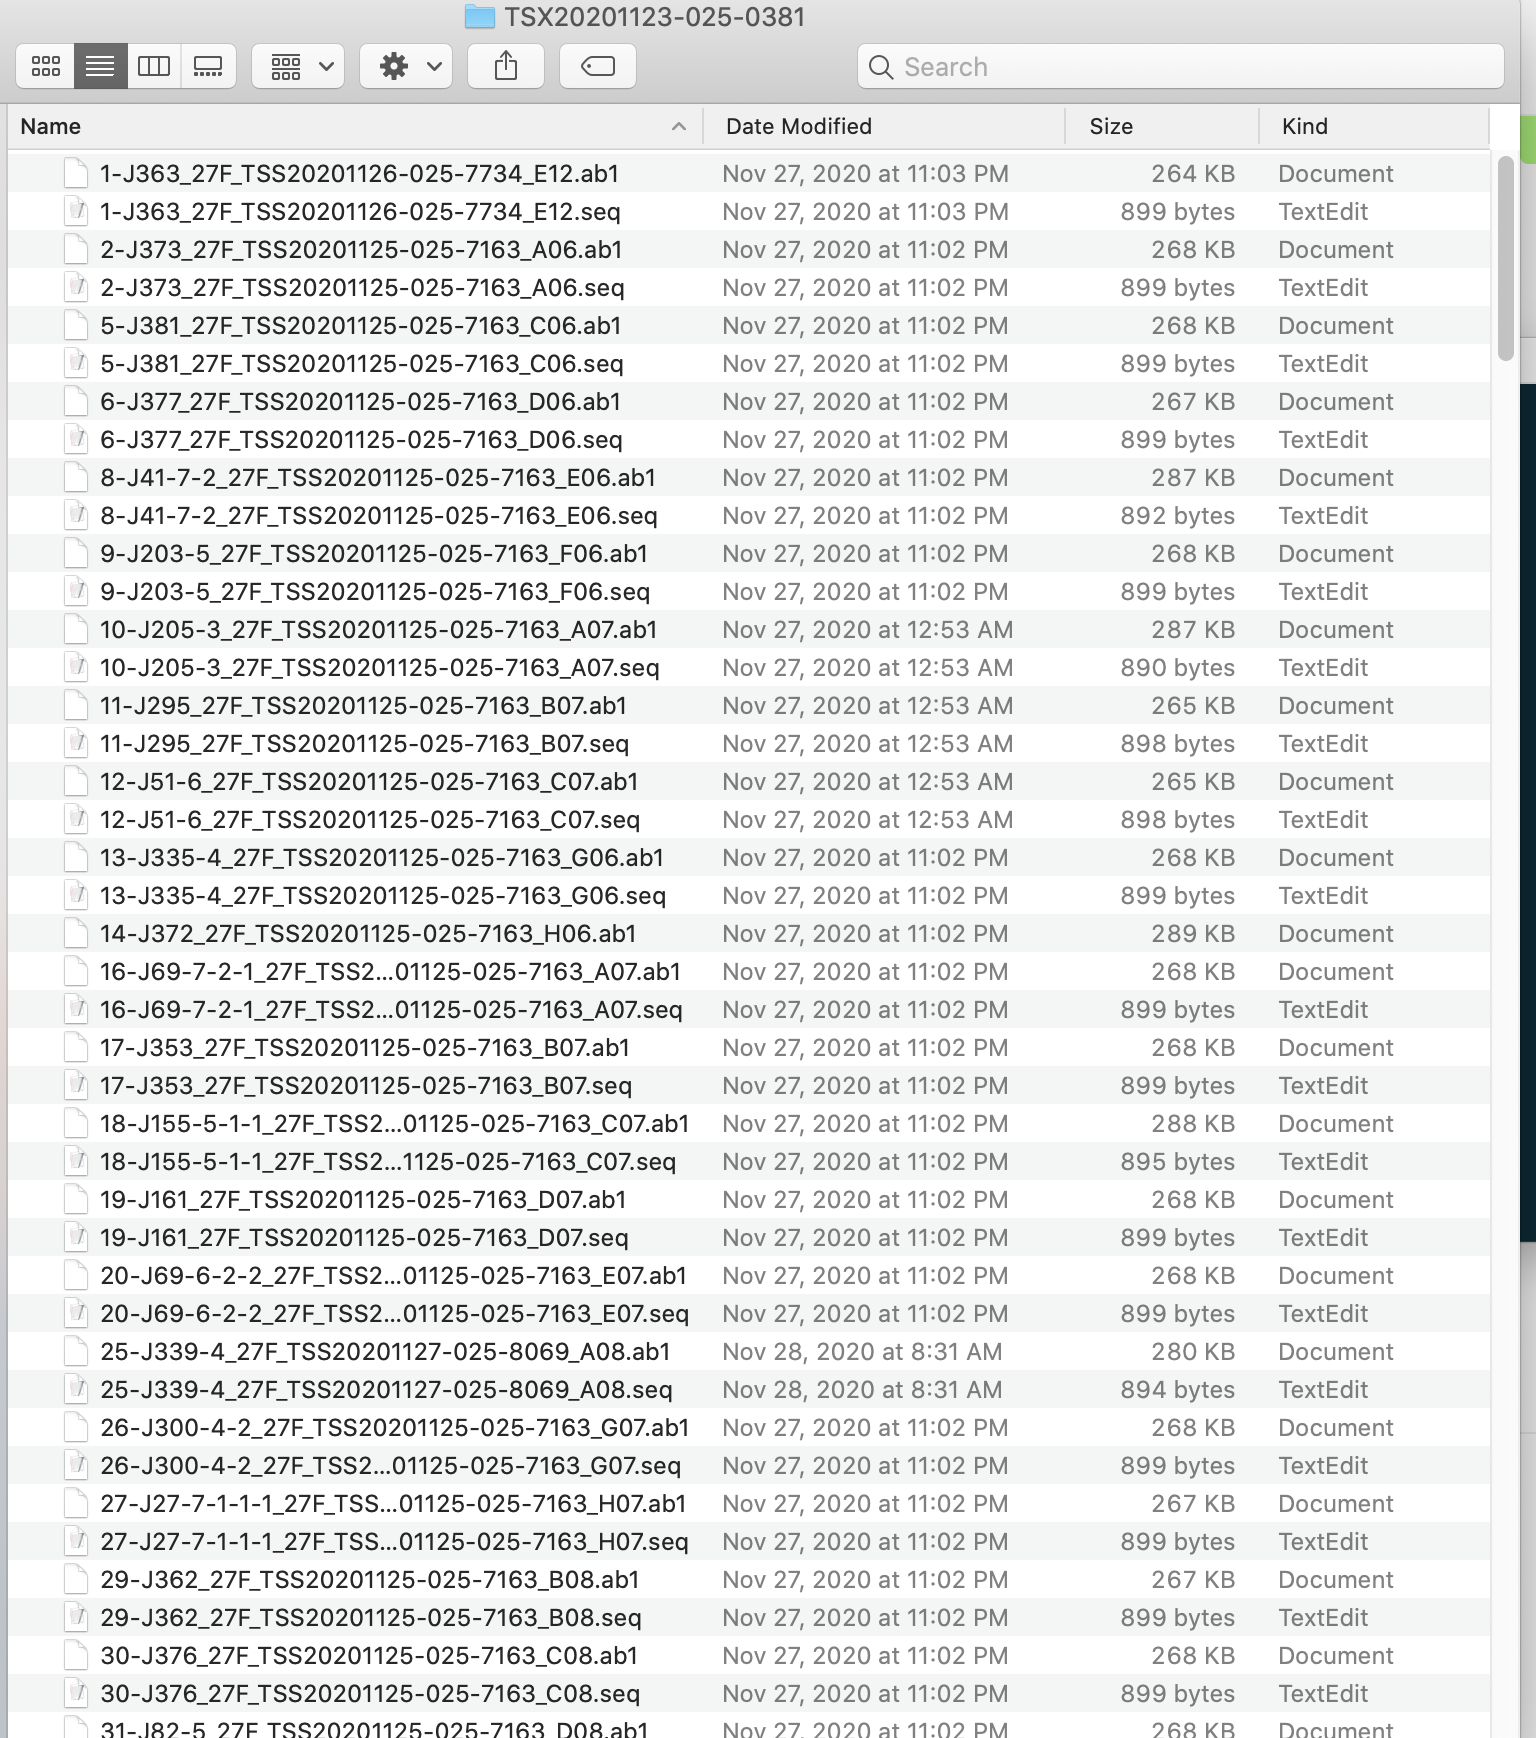 TSX20201123-025-0381
Search
Name Date Modified Size Kind
1-J363_27F_TSS20201126-025-7734_E12.ab1 Nov 27, 2020 at 11:03 PM 264 KB Document
1-J363_27F_TSS20201126-025-7734_E12.seq Nov 27, 2020 at 11:03 PM 899 bytes TextEdit
2-J373_27F_TSS20201125-025-7163_A06.ab1 Nov 27, 2020 at 11:02 PM 268 KB Document
2-J373_27F_TSS20201125-025-7163_A06.seq Nov 27, 2020 at 11:02 PM 899 bytes TextEdit
5-J381_27F_TSS20201125-025-7163_C06.ab1 Nov 27, 2020 at 11:02 PM 268 KB Document
5-J381_27F_TSS20201125-025-7163_C06.seq Nov 27, 2020 at 11:02 PM 899 bytes TextEdit
6-J377_27F_TSS20201125-025-7163_D06.ab1 Nov 27, 2020 at 11:02 PM 267 KB Document
6-J377_27F_TSS20201125-025-7163_D06.seq Nov 27, 2020 at 11:02 PM 899 bytes TextEdit
8-J41-7-2_27F_TSS20201125-025-7163_E06.ab1 Nov 27, 2020 at 11:02 PM 287 KB Document
8-J41-7-2_27F_TSS20201125-025-7163_E06.seq Nov 27, 2020 at 11:02 PM 892 bytes TextEdit
9-J203-5_27F_TSS20201125-025-7163_F06.ab1 Nov 27, 2020 at 11:02 PM 268 KB Document
9-J203-5_27F_TSS20201125-025-7163_F06.seq Nov 27, 2020 at 11:02 PM 899 bytes TextEdit
10-J205-3_27F_TSS20201125-025-7163_A07.ab1 Nov 27, 2020 at 12:53 AM 287 KB Document
10-J205-3_27F_TSS20201125-025-7163_A07.seq Nov 27, 2020 at 12:53 AM 890 bytes TextEdit
11-J295_27F_TSS20201125-025-7163_B07.ab1 Nov 27, 2020 at 12:53 AM 265 KB Document
11-J295_27F_TSS20201125-025-7163_B07.seq Nov 27, 2020 at 12:53 AM 898 bytes TextEdit
12-J51-6_27F_TSS20201125-025-7163_C07.ab1 Nov 27, 2020 at 12:53 AM 265 KB Document
12-J51-6_27F_TSS20201125-025-7163_C07.seq Nov 27, 2020 at 12:53 AM 898 bytes TextEdit
13-J335-4_27F_TSS20201125-025-7163_G06.ab1 Nov 27, 2020 at 11:02 PM 268 KB Document
13-J335-4_27F_TSS20201125-025-7163_G06.seq Nov 27, 2020 at 11:02 PM 899 bytes TextEdit
14-J372_27F_TSS20201125-025-7163_H06.ab1 Nov 27, 2020 at 11:02 PM 289 KB Document
16-J69-7-2-1_27F_TSS2...01125-025-7163_A07.ab1 Nov 27, 2020 at 11:02 PM 268 KB Document
16-J69-7-2-1_27F_TSS2...01125-025-7163_A07.seq Nov 27, 2020 at 11:02 PM 899 bytes TextEdit
17-J353_27F_TSS20201125-025-7163_B07.ab1 Nov 27, 2020 at 11:02 PM 268 KB Document
17-J353_27F_TSS20201125-025-7163_B07.seq Nov 27, 2020 at 11:02 PM 899 bytes TextEdit
18-J155-5-1-1_27F_TSS2...01125-025-7163_C07.ab1 Nov 27, 2020 at 11:02 PM 288 KB Document
18-J155-5-1-1_27F_TSS2...1125-025-7163_C07.seq Nov 27, 2020 at 11:02 PM 895 bytes TextEdit
19-J161_27F_TSS20201125-025-7163_D07.ab1 Nov 27, 2020 at 11:02 PM 268 KB Document
19-J161_27F_TSS20201125-025-7163_D07.seq Nov 27, 2020 at 11:02 PM 899 bytes TextEdit
20-J69-6-2-2_27F_TSS2...01125-025-7163_E07.ab1 Nov 27, 2020 at 11:02 PM 268 KB Document
20-J69-6-2-2_27F_TSS2...01125-025-7163_E07.seq Nov 27, 2020 at 11:02 PM 899 bytes TextEdit
25-J339-4_27F_TSS20201127-025-8069_A08.ab1 Nov 28, 2020 at 8:31 AM 280 KB Document
25-J339-4_27F_TSS20201127-025-8069_A08.seq Nov 28, 2020 at 8:31 AM 894 bytes TextEdit
26-J300-4-2_27F_TSS20201125-025-7163_G07.ab1 Nov 27, 2020 at 11:02 PM 268 KB Document
26-J300-4-2_27F_TSS2...01125-025-7163_G07.seq Nov 27, 2020 at 11:02 PM 899 bytes TextEdit
27-J27-7-1-1-1_27F_TSS...01125-025-7163_H07.ab1 Nov 27, 2020 at 11:02 PM 267 KB Document
27-J27-7-1-1-1_27F_TSS...01125-025-7163_H07.seq Nov 27, 2020 at 11:02 PM 899 bytes TextEdit
29-J362_27F_TSS20201125-025-7163_B08.ab1 Nov 27, 2020 at 11:02 PM 267 KB Document
29-J362_27F_TSS20201125-025-7163_B08.seq Nov 27, 2020 at 11:02 PM 899 bytes TextEdit
30-J376_27F_TSS20201125-025-7163_C08.ab1 Nov 27, 2020 at 11:02 PM 268 KB Document
30-J376_27F_TSS20201125-025-7163_C08.seq Nov 27, 2020 at 11:02 PM 899 bytes TextEdit
31-J82-5_27F_TSS20201125-025-7163_D08.ab1 Nov 27, 2020 at 11:02 PM 268 KB Document